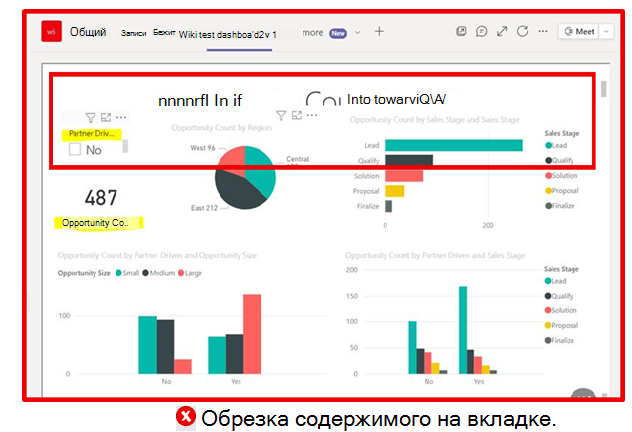 w6 Общий Записи Бежит Wiki test dashboa'd2v 1 more New Meet
nnnnrfl In if Into towarviQ\A/
Partner Driv...
No
Opportunity Count by Region
West 96
Central
East 212
Opportunity Count by Sales Stage and Sales Stage
Lead
Qualify
Solution
Proposal
Finalize
0 200
Sales Stage
Lead
Qualify
Solution
Proposal
Finalize
487
Opportunity Co..
Opportunity Count by Partner Driven and Opportunity Size
Opportunity Size Small Medium Large
100
0
No Yes
Opportunity Count by Partner Driven and Sales Stage
200
150
100
50
0
No Yes
Sales Stage
Lead
Qualify
Solution
Proposal
Finalize
Обрезка содержимого на вкладке.